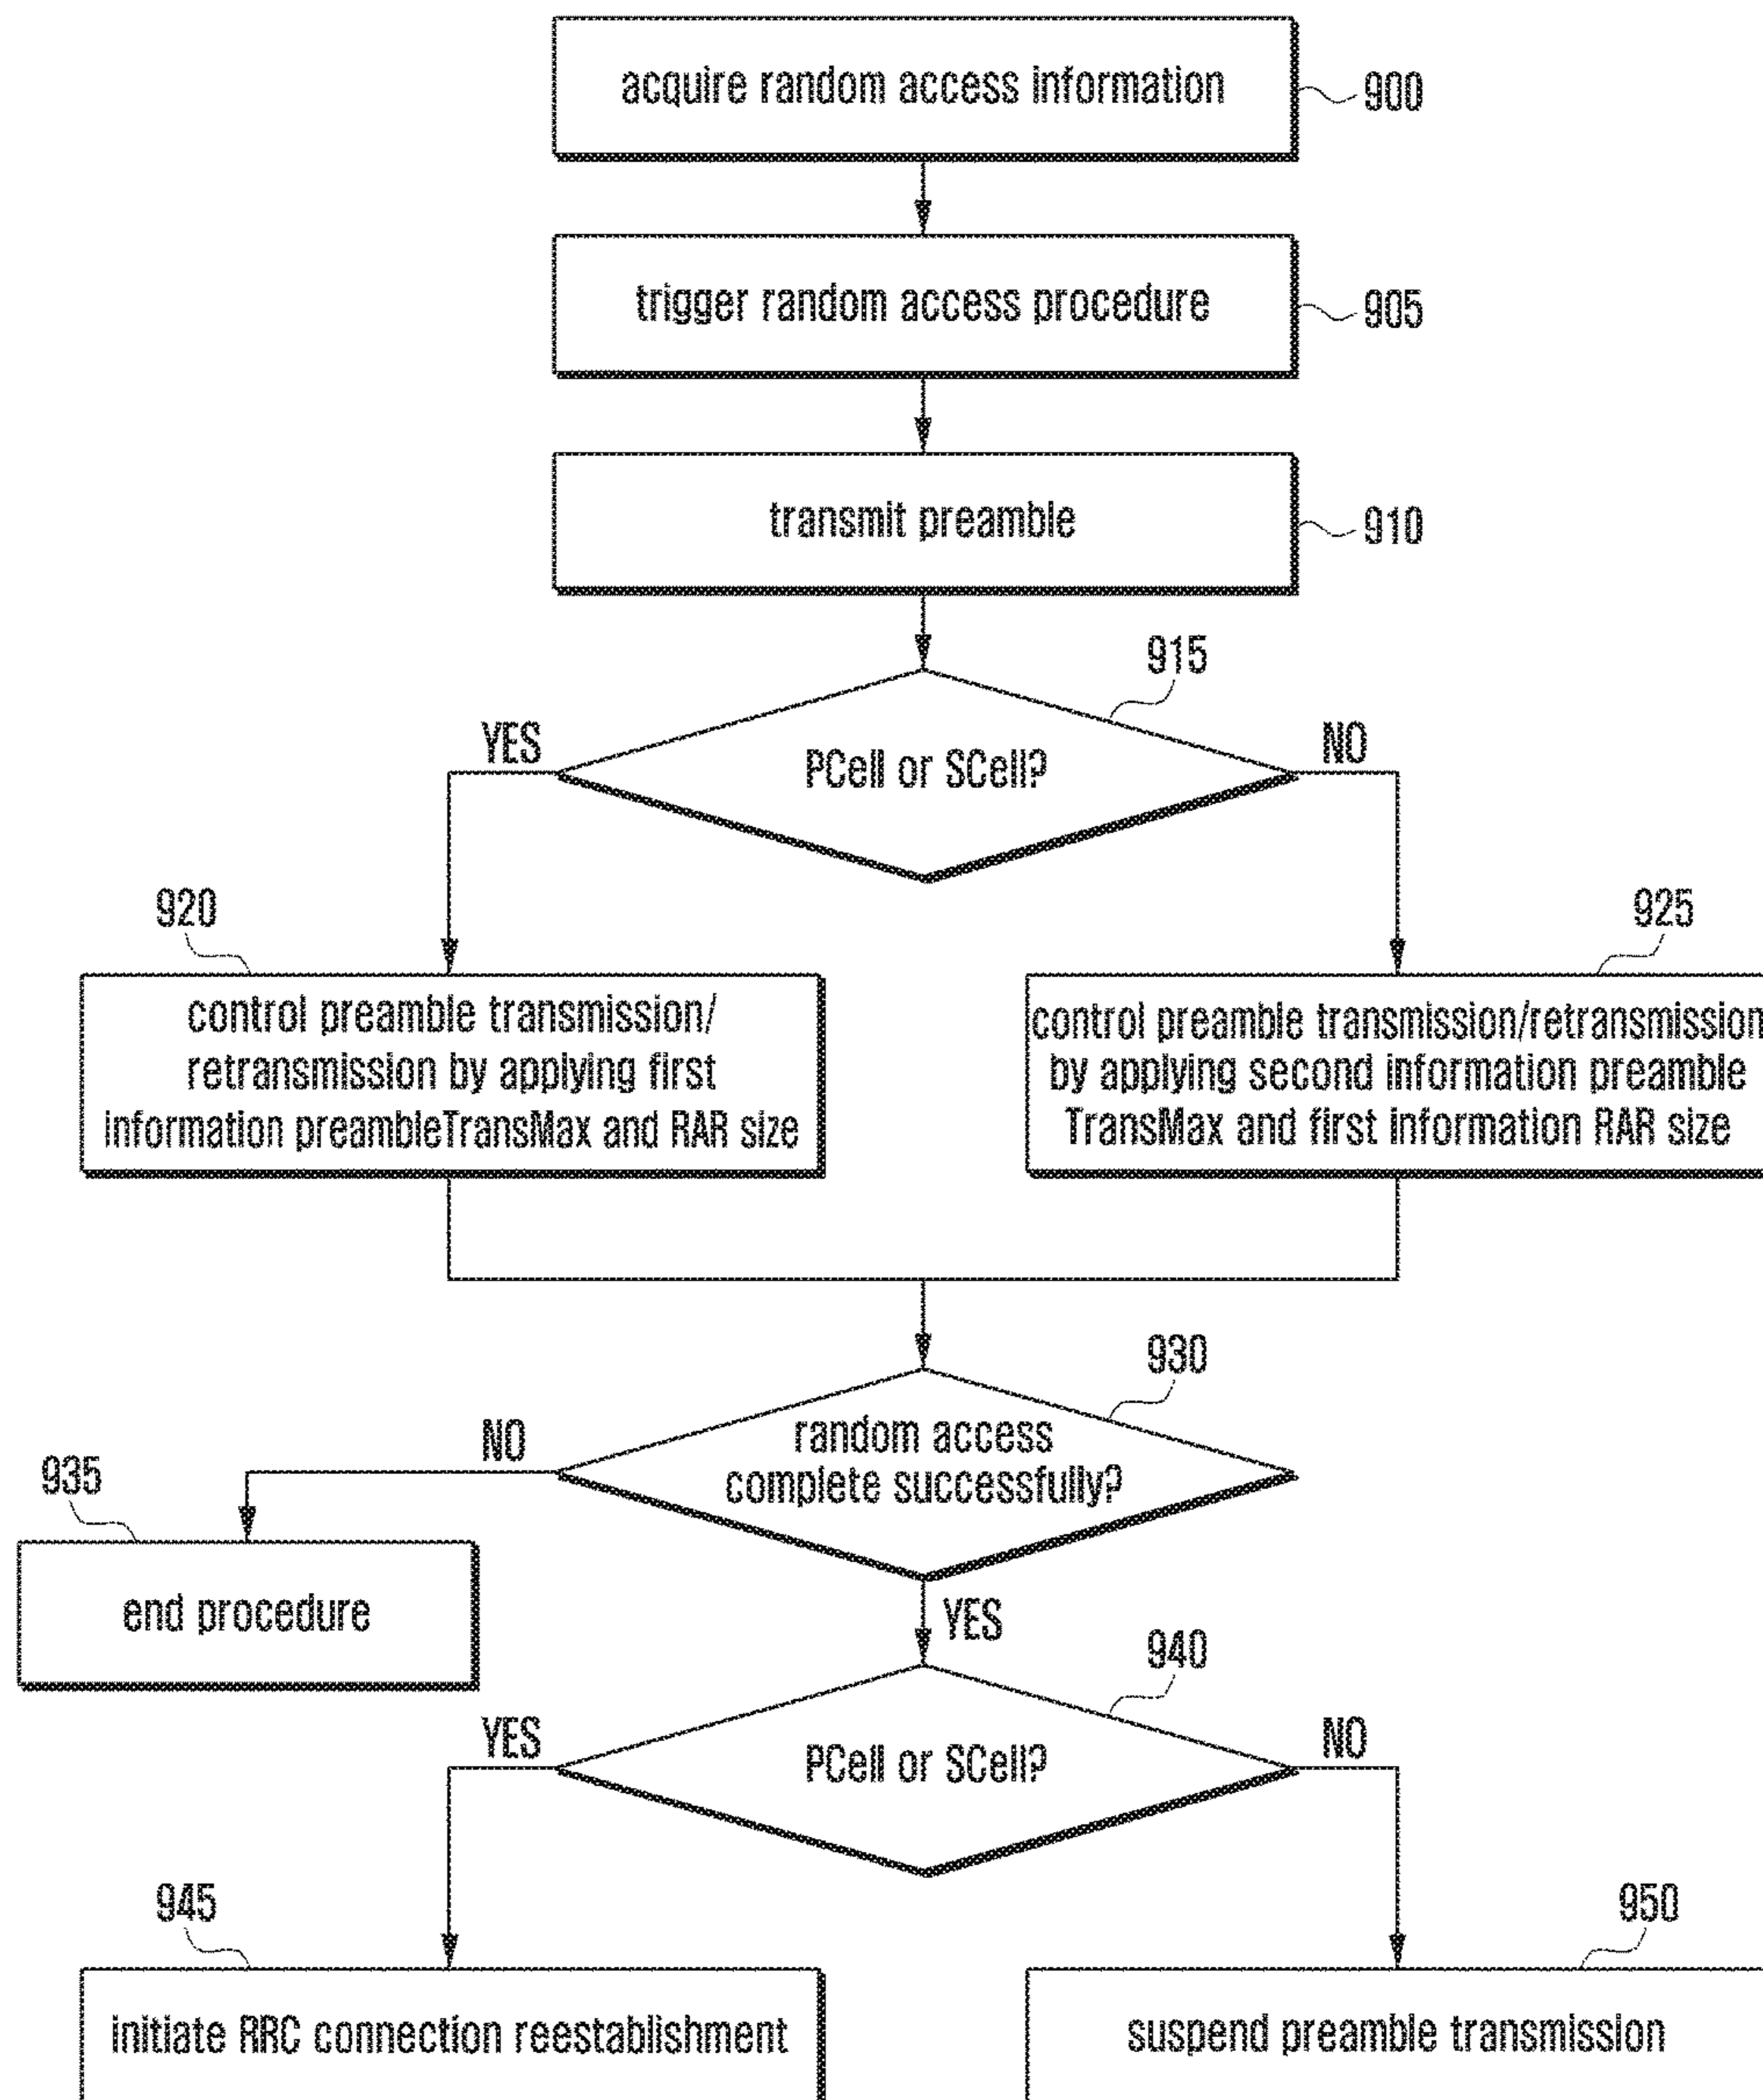 acquire random access information
900
trigger random access procedure
905
transmit preamble
910
915
YES
PCell or SCell?
NO
920
925
control preamble transmission/
retransmission by applying first
information preambleTransMax and RAR size
control preamble transmission/retransmission
by applying second information preamble
TransMax and first information RAR size
930
NO
random access
complete successfully?
935
end procedure
YES
940
YES
PCell or SCell?
NO
945
950
initiate RRC connection reestablishment
suspend preamble transmission